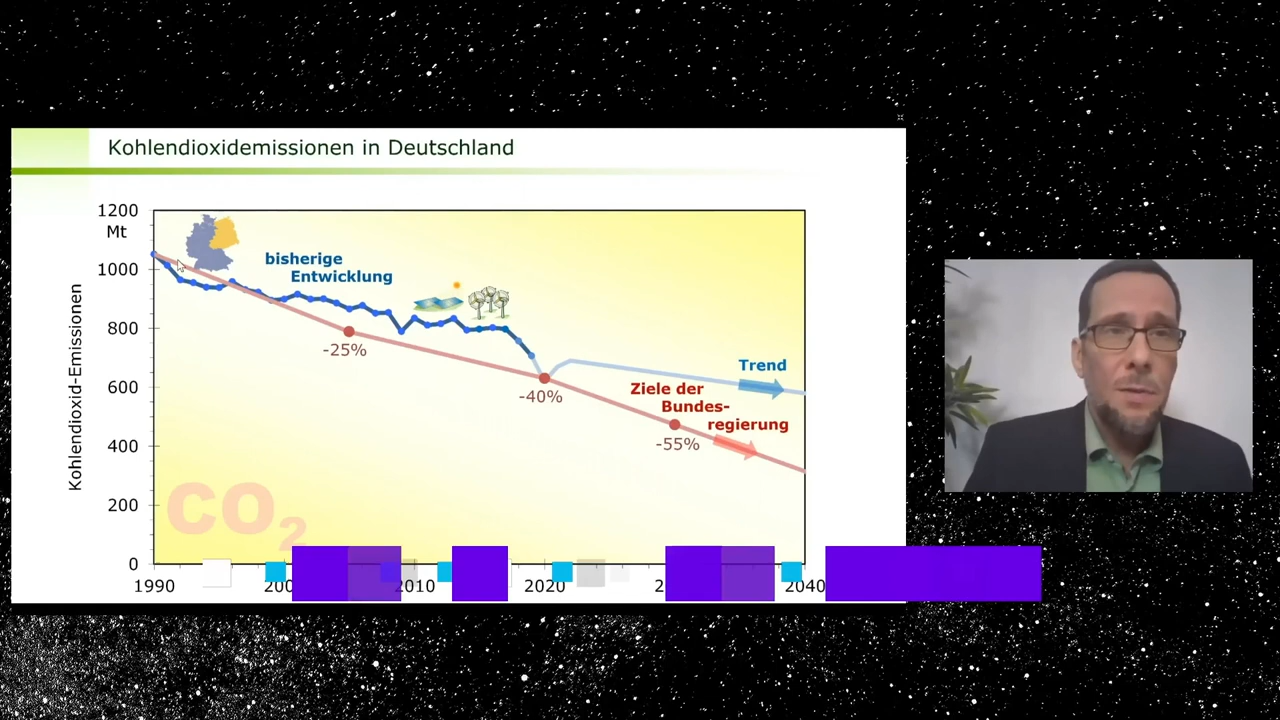 Kohlendioxidemissionen in Deutschland
1200
Mt
1000
800
600
400
200
0
Kohlendioxid-Emissionen
bisherige
Entwicklung
-25%
-40%
-55%
Trend
Ziele der
Bundes-
regierung
CO2
1990
2010
2020
2040